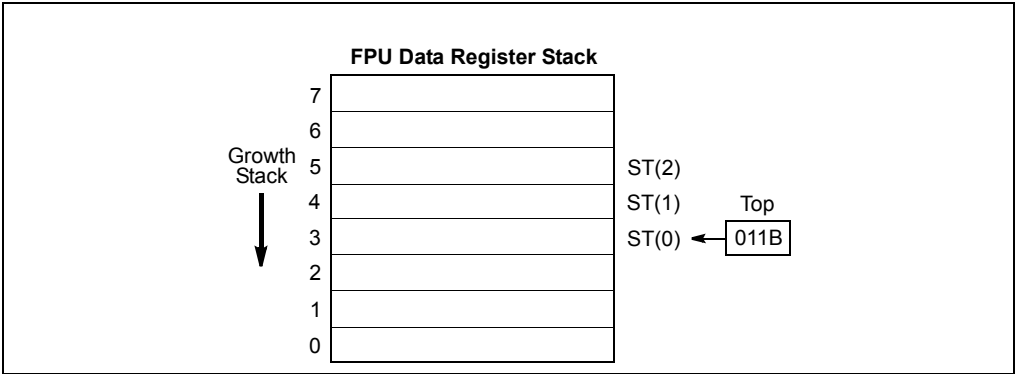 FPU Data Register Stack
7
6
Growth
Stack
5
ST(2)
4
ST(1)
Top
3
ST(0)
011B
2
1
0